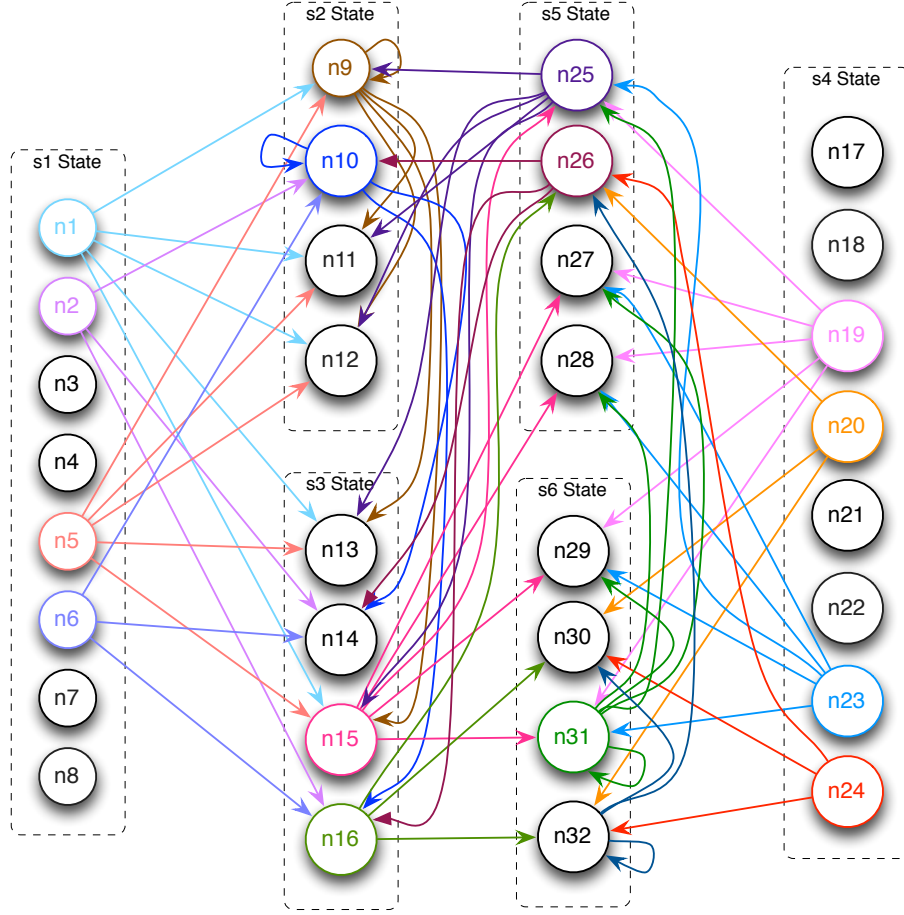 s1 State
n1
n2
n3
n4
n5
n6
n7
n8
s2 State
n9
n10
n11
n12
s3 State
n13
n14
n15
n16
s5 State
n25
n26
n27
n28
s6 State
n29
n30
n31
n32
s4 State
n17
n18
n19
n20
n21
n22
n23
n24